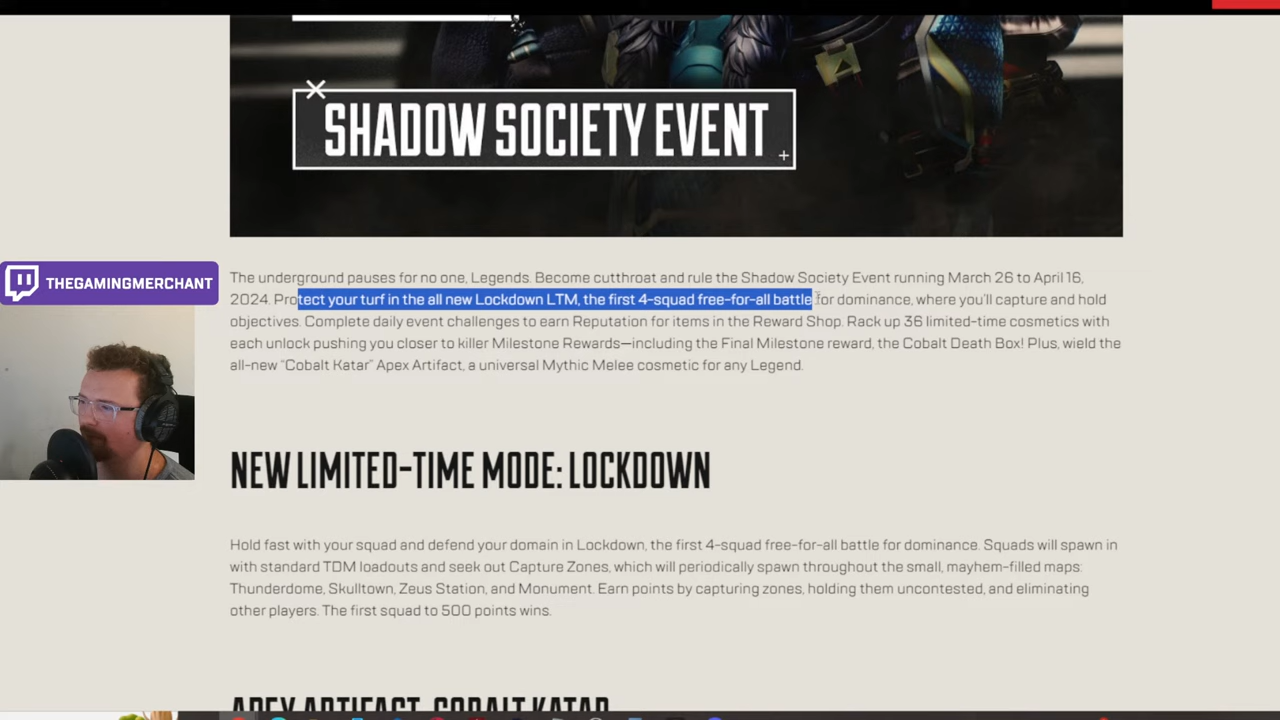 SHADOW SOCIETY EVENT
The underground pauses for no one, Legends. Become cutthroat and rule the Shadow Society Event running March 26 to April 16,
THEGAMINGMERCHANT
2024. Protect your turf in the all new Lockdown LTM, the first 4-squad free-for-all battle for dominance, where you'll capture and hold
objectives. Complete daily event challenges to earn Reputation for items in the Reward Shop. Rack up 36 limited-time cosmetics with
each unlock pushing you closer to killer Milestone Rewards—including the Final Milestone reward, the Cobalt Death Box! Plus, wield the
all-new “Cobalt Katar” Apex Artifact, a universal Mythic Melee cosmetic for any Legend.
NEW LIMITED-TIME MODE: LOCKDOWN
Hold fast with your squad and defend your domain in Lockdown, the first 4-squad free-for-all battle for dominance. Squads will spawn in
with standard TDM loadouts and seek out Capture Zones, which will periodically spawn throughout the small, mayhem-filled maps:
Thunderdome, Skulltown, Zeus Station, and Monument. Earn points by capturing zones, holding them uncontested, and eliminating
other players. The first squad to 500 points wins.
APEX ARTIFACT: COBALT KATAR